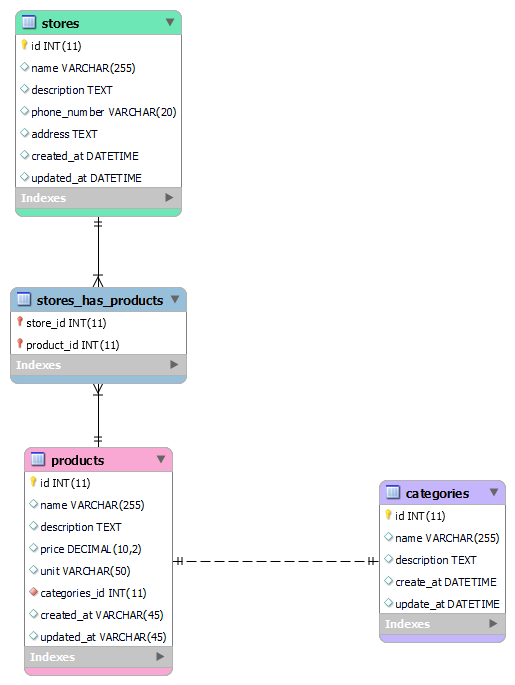 stores
id INT(11)
name VARCHAR(255)
description TEXT
phone_number VARCHAR(20)
address TEXT
created_at DATETIME
updated_at DATETIME
Indexes
stores_has_products
store_id INT(11)
product_id INT(11)
Indexes
products
id INT(11)
name VARCHAR(255)
description TEXT
price DECIMAL(10,2)
unit VARCHAR(50)
categories_id INT(11)
created_at VARCHAR(45)
updated_at VARCHAR(45)
Indexes
categories
id INT(11)
name VARCHAR(255)
description TEXT
create_at DATETIME
update_at DATETIME
Indexes